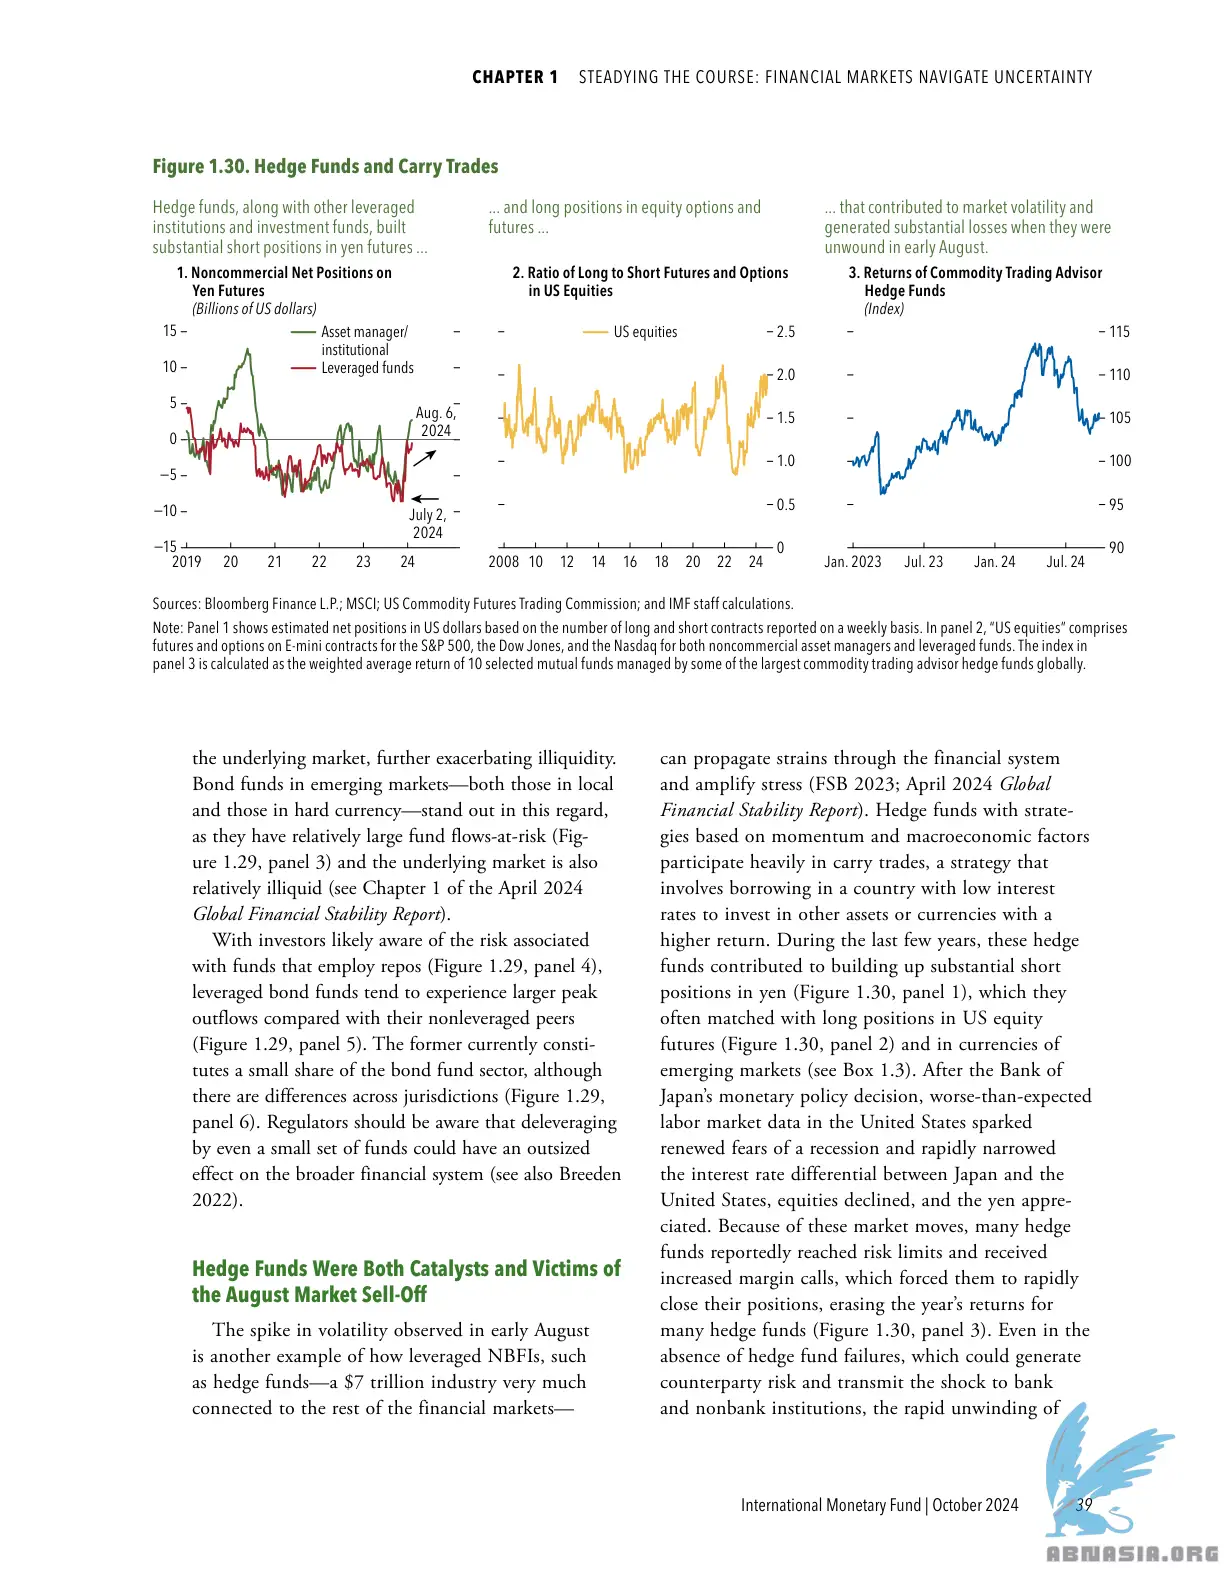 CHAPTER 1 STEADYING THE COURSE: FINANCIAL MARKETS NAVIGATE UNCERTAINTY
Figure 1.30. Hedge Funds and Carry Trades
Hedge funds, along with other leveraged
institutions and investment funds, built
substantial short positions in yen futures ...
... and long positions in equity options and
futures ...
... that contributed to market volatility and
generated substantial losses when they were
unwound in early August.
1. Noncommercial Net Positions on
Yen Futures
(Billions of US dollars)
15
10
5
0
–5
–10
–15
Asset manager/
institutional
Leveraged funds
Aug. 6,
2024
July 2,
2024
2019 20 21 22 23 24
2. Ratio of Long to Short Futures and Options
in US Equities
US equities
2.5
2.0
1.5
1.0
0.5
0
2008 10 12 14 16 18 20 22 24
3. Returns of Commodity Trading Advisor
Hedge Funds
(Index)
115
110
105
100
95
90
Jan. 2023 Jul. 23 Jan. 24 Jul. 24
Sources: Bloomberg Finance L.P.; MSCI; US Commodity Futures Trading Commission; and IMF staff calculations.
Note: Panel 1 shows estimated net positions in US dollars based on the number of long and short contracts reported on a weekly basis. In panel 2, “US equities” comprises
futures and options on E-mini contracts for the S&P 500, the Dow Jones, and the Nasdaq for both noncommercial asset managers and leveraged funds. The index in
panel 3 is calculated as the weighted average return of 10 selected mutual funds managed by some of the largest commodity trading advisor hedge funds globally.
the underlying market, further exacerbating illiquidity.
Bond funds in emerging markets—both those in local
and those in hard currency—stand out in this regard,
as they have relatively large fund flows-at-risk (Fig-
ure 1.29, panel 3) and the underlying market is also
relatively illiquid (see Chapter 1 of the April 2024
Global Financial Stability Report).
With investors likely aware of the risk associated
with funds that employ repos (Figure 1.29, panel 4),
leveraged bond funds tend to experience larger peak
outflows compared with their nonleveraged peers
(Figure 1.29, panel 5). The former currently consti-
tutes a small share of the bond fund sector, although
there are differences across jurisdictions (Figure 1.29,
panel 6). Regulators should be aware that deleveraging
by even a small set of funds could have an outsized
effect on the broader financial system (see also Breeden
2022).
Hedge Funds Were Both Catalysts and Victims of
the August Market Sell-Off
The spike in volatility observed in early August
is another example of how leveraged NBFIs, such
as hedge funds—a $7 trillion industry very much
connected to the rest of the financial markets—
can propagate strains through the financial system
and amplify stress (FSB 2023; April 2024 Global
Financial Stability Report). Hedge funds with strate-
gies based on momentum and macroeconomic factors
participate heavily in carry trades, a strategy that
involves borrowing in a country with low interest
rates to invest in other assets or currencies with a
higher return. During the last few years, these hedge
funds contributed to building up substantial short
positions in yen (Figure 1.30, panel 1), which they
often matched with long positions in US equity
futures (Figure 1.30, panel 2) and in currencies of
emerging markets (see Box 1.3). After the Bank of
Japan’s monetary policy decision, worse-than-expected
labor market data in the United States sparked
renewed fears of a recession and rapidly narrowed
the interest rate differential between Japan and the
United States, equities declined, and the yen appre-
ciated. Because of these market moves, many hedge
funds reportedly reached risk limits and received
increased margin calls, which forced them to rapidly
close their positions, erasing the year’s returns for
many hedge funds (Figure 1.30, panel 3). Even in the
absence of hedge fund failures, which could generate
counterparty risk and transmit the shock to bank
and nonbank institutions, the rapid unwinding of
International Monetary Fund | October 2024 39
ABNASIA.ORG